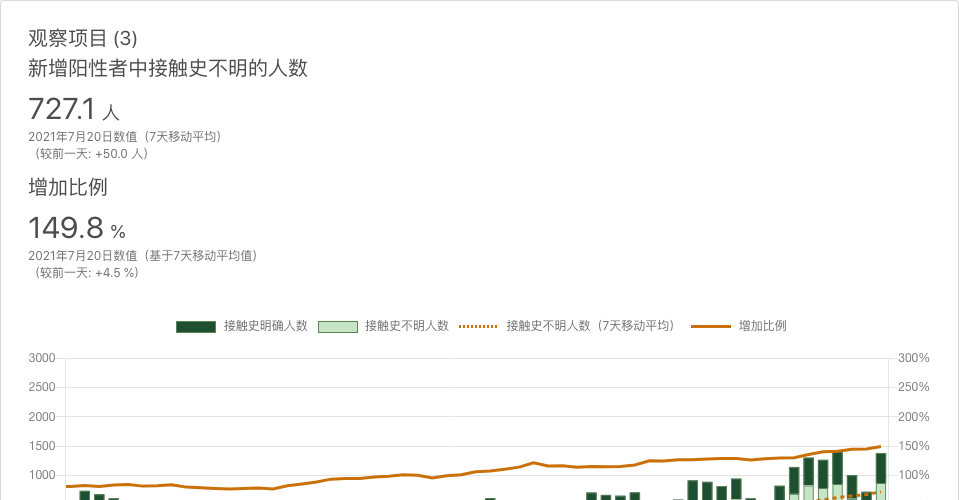 观察项目 (3)
新增阳性者中接触史不明的人数
727.1 人
2021年7月20日数值（7天移动平均）
（较前一天: +50.0 人）
增加比例
149.8 %
2021年7月20日数值（基于7天移动平均值）
（较前一天: +4.5 %）
接触史明确人数 接触史不明人数 接触史不明人数（7天移动平均） 增加比例
3000 300%
2500 250%
2000 200%
1500 150%
1000 100%